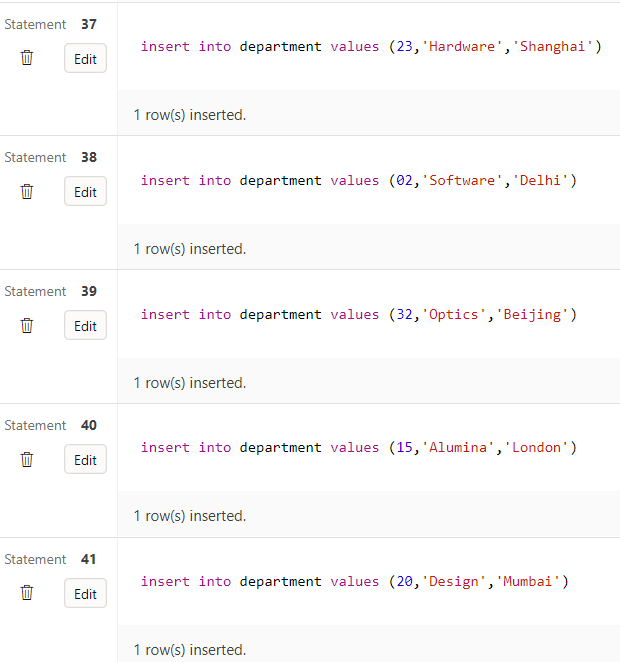 Statement 37
insert into department values (23,'Hardware','Shanghai')
Edit
1 row(s) inserted.
Statement 38
insert into department values (02,'Software','Delhi')
Edit
1 row(s) inserted.
Statement 39
insert into department values (32,'Optics','Beijing')
Edit
1 row(s) inserted.
Statement 40
insert into department values (15,'Alumina','London')
Edit
1 row(s) inserted.
Statement 41
insert into department values (20,'Design','Mumbai')
Edit
1 row(s) inserted.